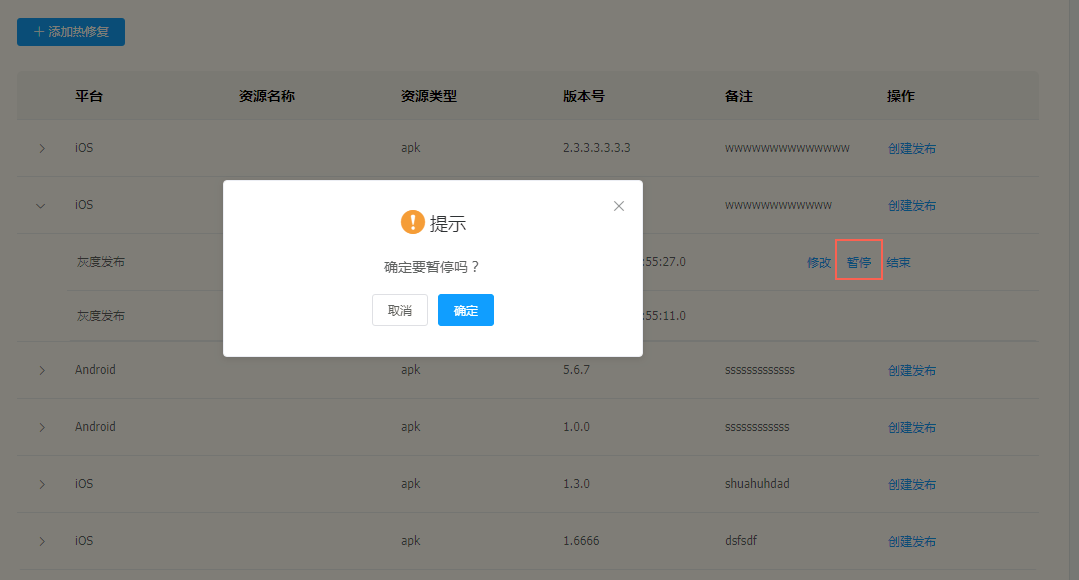 + 添加热修复
平台 资源名称 资源类型 版本号 备注 操作
iOS apk 2.3.3.3.3.3.3 wwwwwwwwwwwwww 创建发布
iOS wwwwwwwwwwww 创建发布
灰度发布 :55:27.0 修改 暂停 结束
灰度发布 :55:11.0
提示
确定要暂停吗？
取消 确定
Android apk 5.6.7 sssssssssssss 创建发布
Android apk 1.0.0 ssssssssssss 创建发布
iOS apk 1.3.0 shuahuhdad 创建发布
iOS apk 1.6666 dsfsdf 创建发布